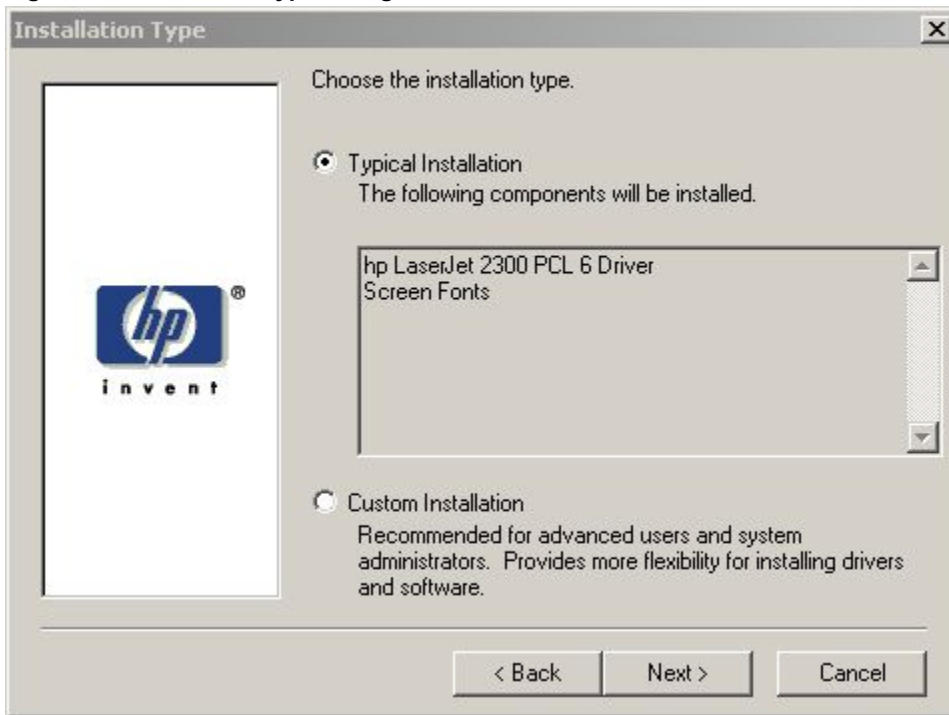 Installation Type
Choose the installation type.
Typical Installation
The following components will be installed.
hp LaserJet 2300 PCL 6 Driver
Screen Fonts
hp ®
invent
Custom Installation
Recommended for advanced users and system
administrators.  Provides more flexibility for installing drivers
and software.
< Back
Next >
Cancel